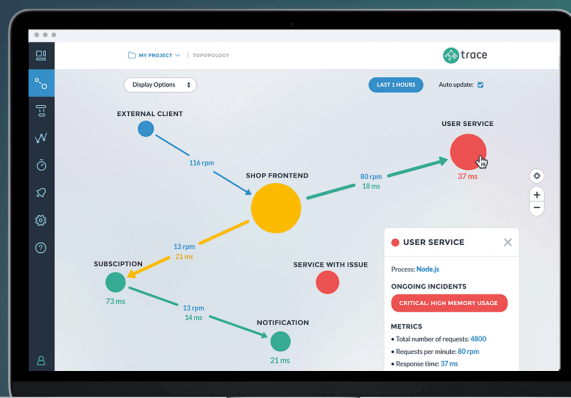 MY PROJECT | TOPOPOLOGY
trace
Display Options
LAST 1 HOURS
Auto update:
EXTERNAL CLIENT
USER SERVICE
116 rpm
SHOP FRONTEND
80 rpm
18 ms
37 ms
13 rpm
21 ms
SUBSCIPTION
73 ms
SERVICE WITH ISSUE
13 rpm
14 ms
NOTIFICATION
21 ms
USER SERVICE
Process: Node.js
ONGOING INCIDENTS
CRITICAL: HIGH MEMORY USAGE
METRICS
• Total number of requests: 4800
• Requests per minute: 80 rpm
• Response time: 37 ms